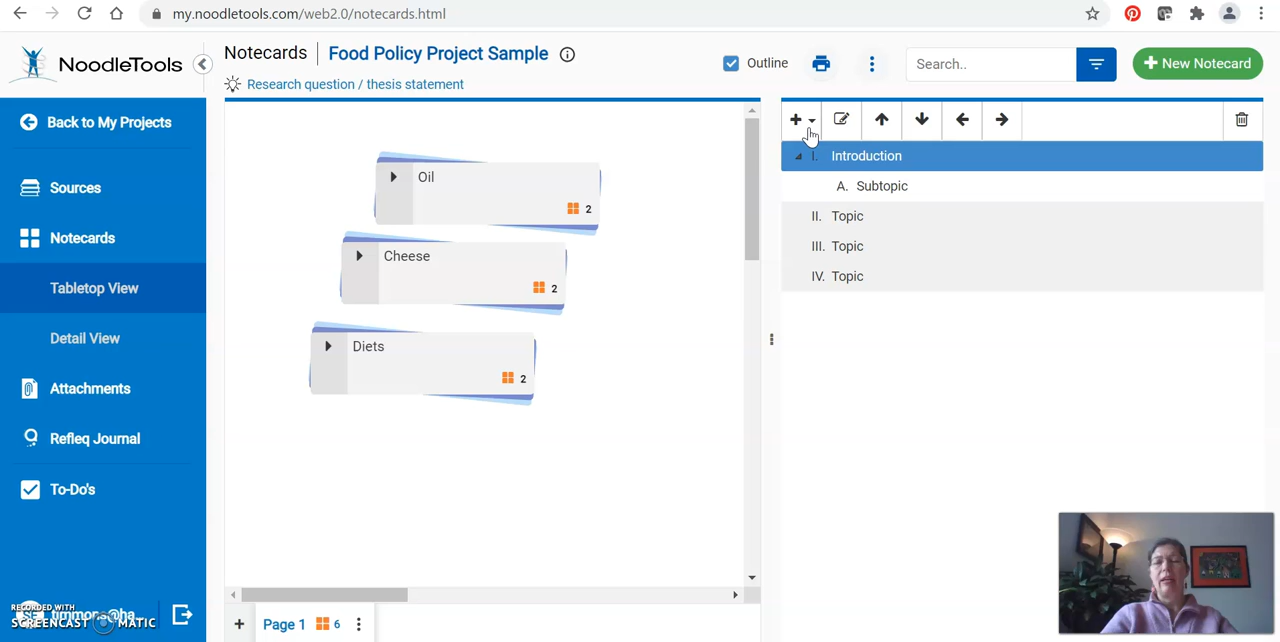 my.noodletools.com/web2.0/notecards.html
NoodleTools
Notecards
Food Policy Project Sample
Research question / thesis statement
Outline
Search..
New Notecard
Back to My Projects
Sources
Notecards
Tabletop View
Detail View
Attachments
Refleq Journal
To-Do's
Oil
2
Cheese
2
Diets
2
I. Introduction
A. Subtopic
II. Topic
III. Topic
IV. Topic
Page 1
6
RECORDED WITH
SCREENCAST MATIC